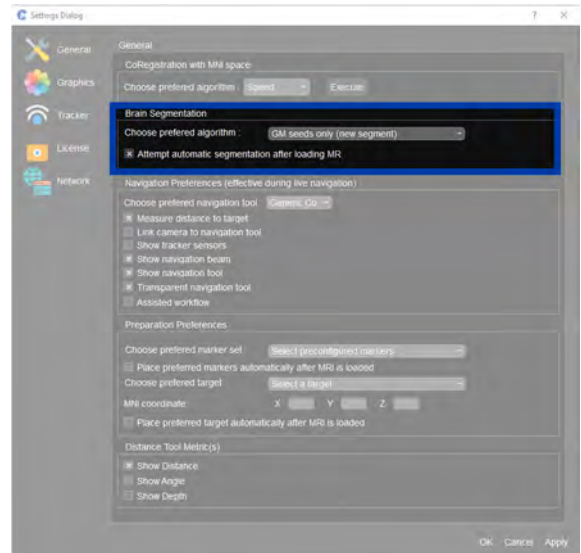 Settings Dialog
? ×
General
Graphics
Tracker
License
Network
General
CoRegistration with MNI space
Choose prefered algorithm : Speed Execute
Brain Segmentation
Choose prefered algorithm : GM seeds only (new segment)
Attempt automatic segmentation after loading MR
Navigation Preferences (effective during live navigation)
Choose prefered navigation tool Generic Co
Measure distance to target
Link camera to navigation tool
Show tracker sensors
Show navigation beam
Show navigation tool
Transparent navigation tool
Assisted workflow
Preparation Preferences
Choose prefered marker set Select preconfigured markers
Place preferred markers automatically after MRI is loaded
Choose prefered target Select a target
MNI coordinate: X Y Z
Place preferred target automatically after MRI is loaded
Distance Tool Metric(s)
Show Distance
Show Angle
Show Depth
OK Cancel Apply